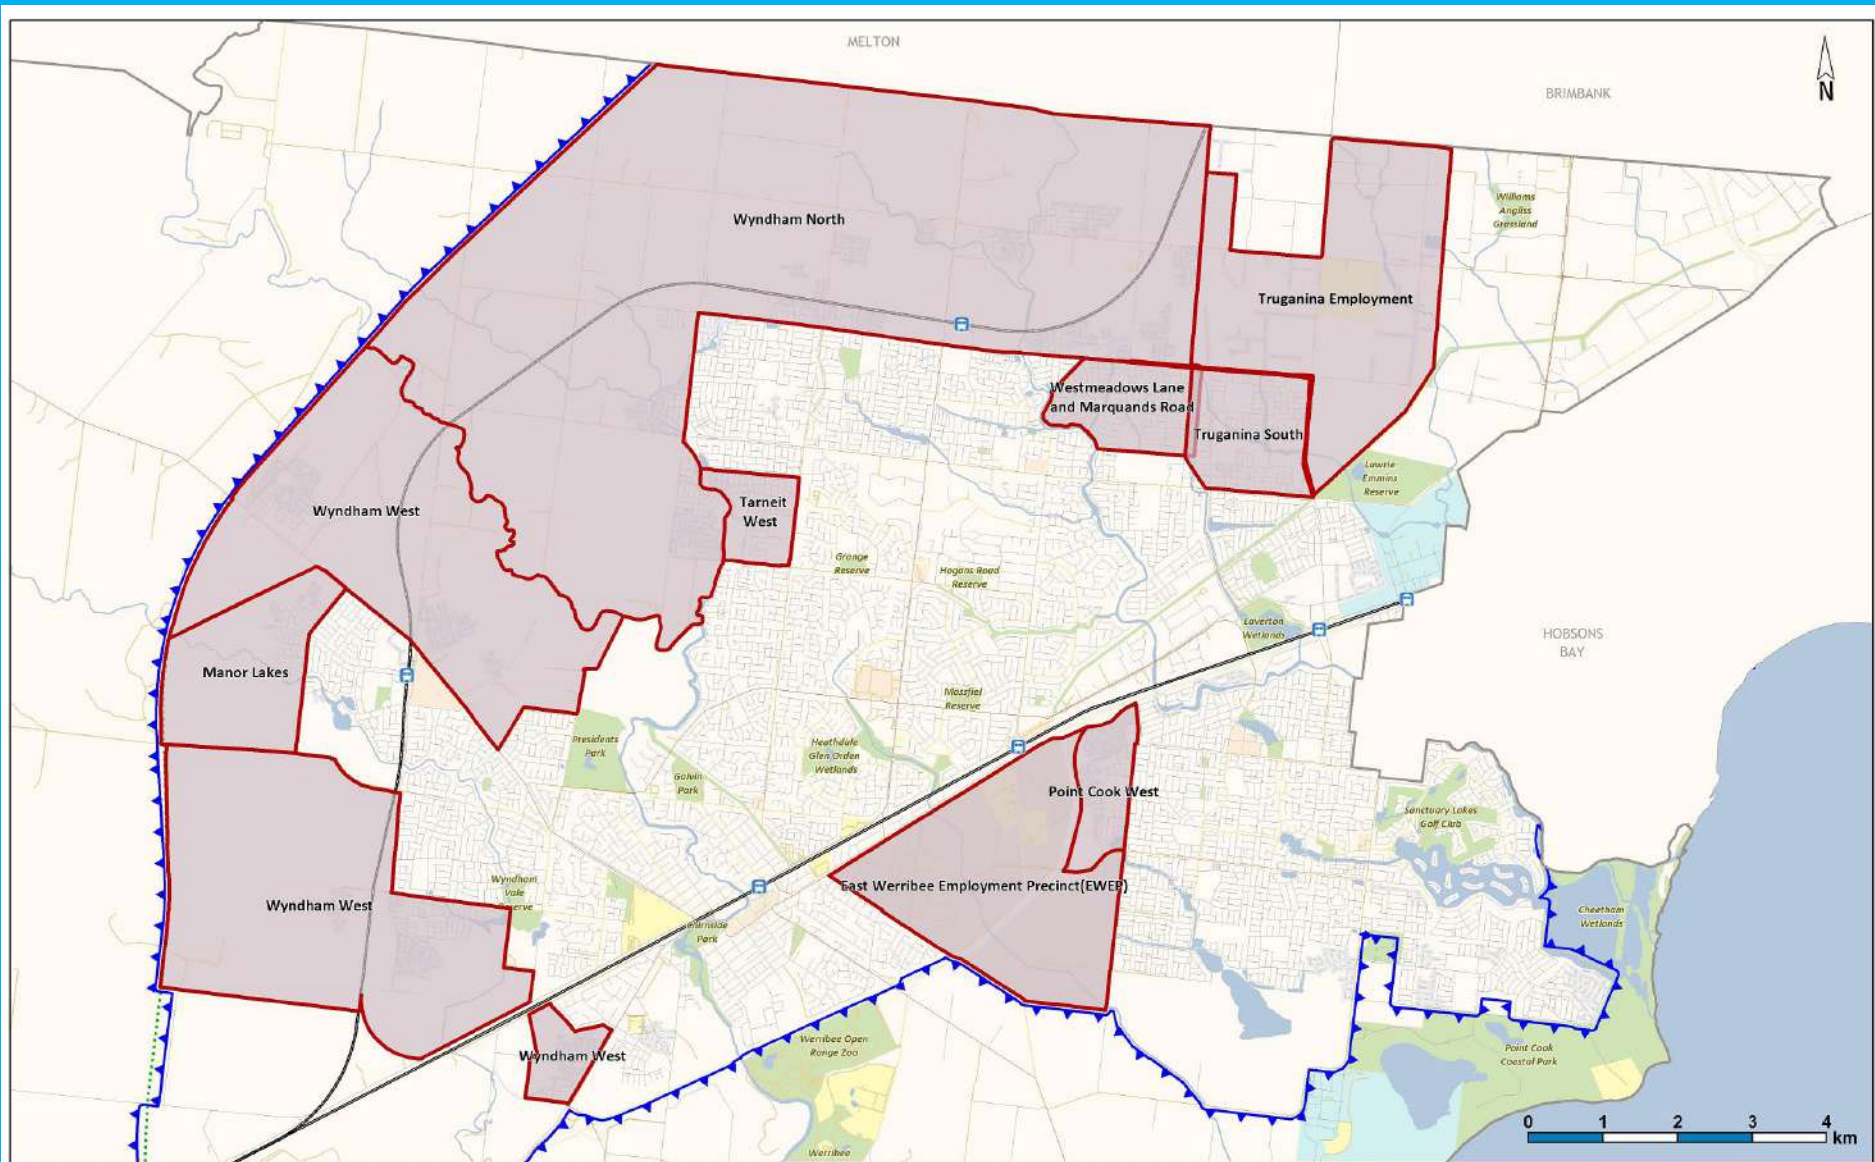 MELTON
BRIMBANK
N
Williams
Angliss
Grassland
Wyndham North
Truganina Employment
Westmeadows Lane
and Marquands Road
Truganina South
Lawrie
Emmins
Reserve
Tarneit
West
Wyndham West
Grange
Reserve
Hogans Road
Reserve
Laverton
Wetlands
HOBSONS
BAY
Manor Lakes
Mossfiel
Reserve
Presidents
Park
Heathdale
Glen Orden
Wetlands
Galvin
Park
Point Cook West
Sanctuary Lakes
Golf Club
East Werribee Employment Precinct(EWEP)
Wyndham
Vale
Reserve
Wyndham West
Chirnside
Park
Cheetham
Wetlands
Werribee Open
Range Zoo
Wyndham West
Point Cook
Coastal Park
0 1 2 3 4
km
Werribee